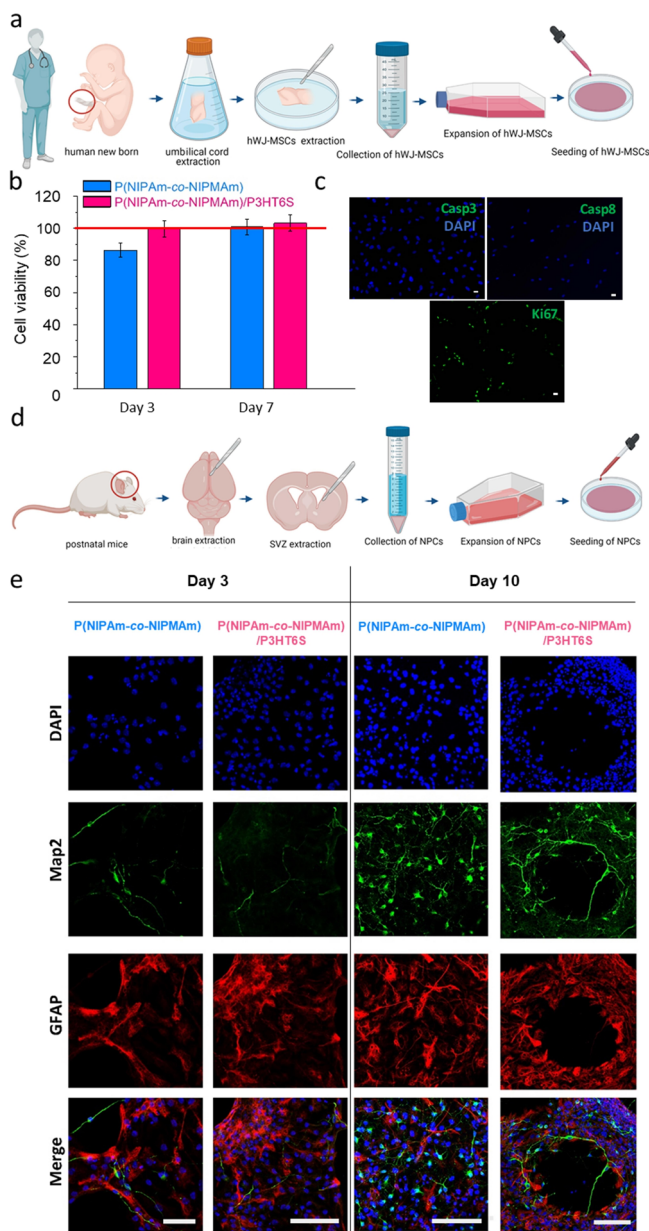 a
human new born
umbilical cord
extraction
hWJ-MSCs extraction
Collection of hWJ-MSCs
Expansion of hWJ-MSCs
Seeding of hWJ-MSCs
b
P(NIPAm-co-NIPMAm)
P(NIPAm-co-NIPMAm)/P3HT6S
Cell viability (%)
120
100
80
60
40
20
0
Day 3
Day 7
c
Casp3
DAPI
Casp8
DAPI
Ki67
d
postnatal mice
brain extraction
SVZ extraction
Collection of NPCs
Expansion of NPCs
Seeding of NPCs
e
Day 3
Day 10
P(NIPAm-co-NIPMAm)
P(NIPAm-co-NIPMAm)
/P3HT6S
P(NIPAm-co-NIPMAm)
P(NIPAm-co-NIPMAm)
/P3HT6S
DAPI
Map2
GFAP
Merge